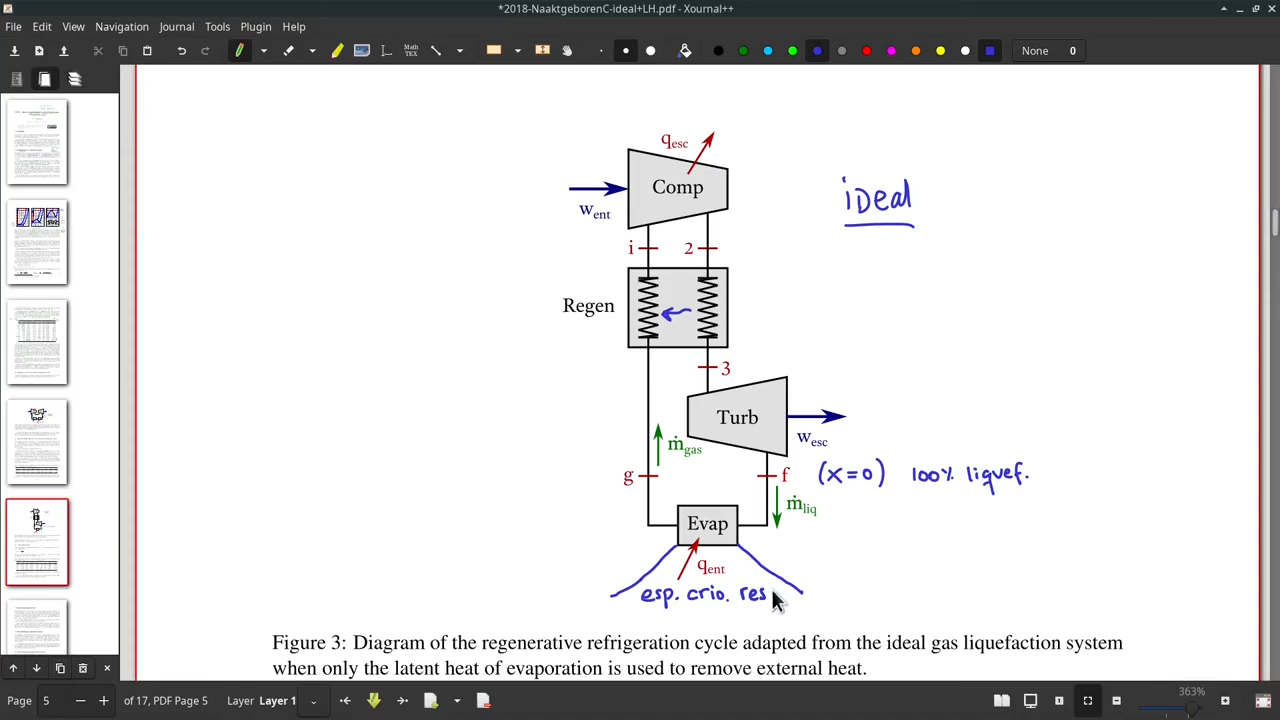 *2018-NaaktgeborenC-ideal+LH.pdf - Xournal++
File Edit View Navigation Journal Tools Plugin Help
Math TEX
None 0
q_esc
Comp
w_ent
ideal
i 2
Regen
3
Turb
w_esc
ṁ_gas
g f (x=0) 100% liquef.
ṁ_liq
Evap
q_ent
esp. crio. res
Figure 3: Diagram of the regenerative refrigeration cycle adapted from the ideal gas liquefaction system
when only the latent heat of evaporation is used to remove external heat.
Page 5 of 17, PDF Page 5 Layer Layer 1 363%